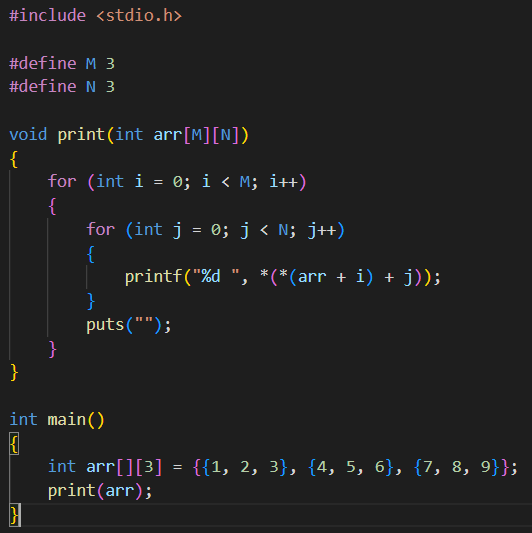 #include <stdio.h>

#define M 3
#define N 3

void print(int arr[M][N])
{
    for (int i = 0; i < M; i++)
    {
        for (int j = 0; j < N; j++)
        {
            printf("%d ", *(*(arr + i) + j));
        }
        puts("");
    }
}

int main()
{
    int arr[][3] = {{1, 2, 3}, {4, 5, 6}, {7, 8, 9}};
    print(arr);
}